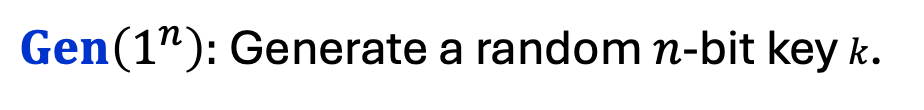 Gen(1ⁿ): Generate a random n-bit key k.